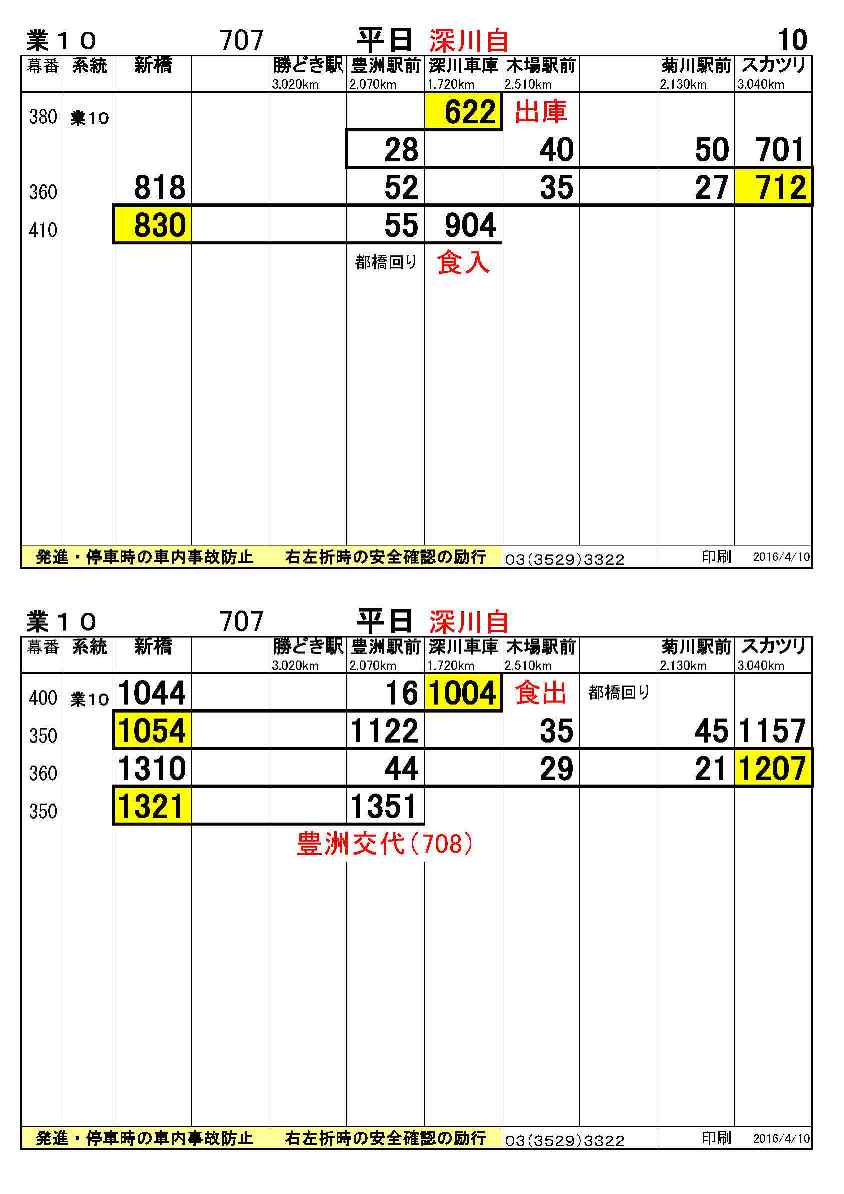 業１０ 707 平日 深川自 10
幕番 系統 新橋 勝どき駅 豊洲駅前 深川車庫 木場駅前 菊川駅前 スカツリ
3.020km 2.070km 1.720km 2.510km 2.130km 3.040km
380 業10 622 出庫
28 40 50 701
360 818 52 35 27 712
410 830 55 904
都橋回り 食入
発進・停車時の車内事故防止 右左折時の安全確認の励行 03(3529)3322 印刷 2016/4/10
業１０ 707 平日 深川自
幕番 系統 新橋 勝どき駅 豊洲駅前 深川車庫 木場駅前 菊川駅前 スカツリ
3.020km 2.070km 1.720km 2.510km 2.130km 3.040km
400 業10 1044 16 1004 食出 都橋回り
350 1054 1122 35 45 1157
360 1310 44 29 21 1207
350 1321 1351
豊洲交代(708)
発進・停車時の車内事故防止 右左折時の安全確認の励行 03(3529)3322 印刷 2016/4/10